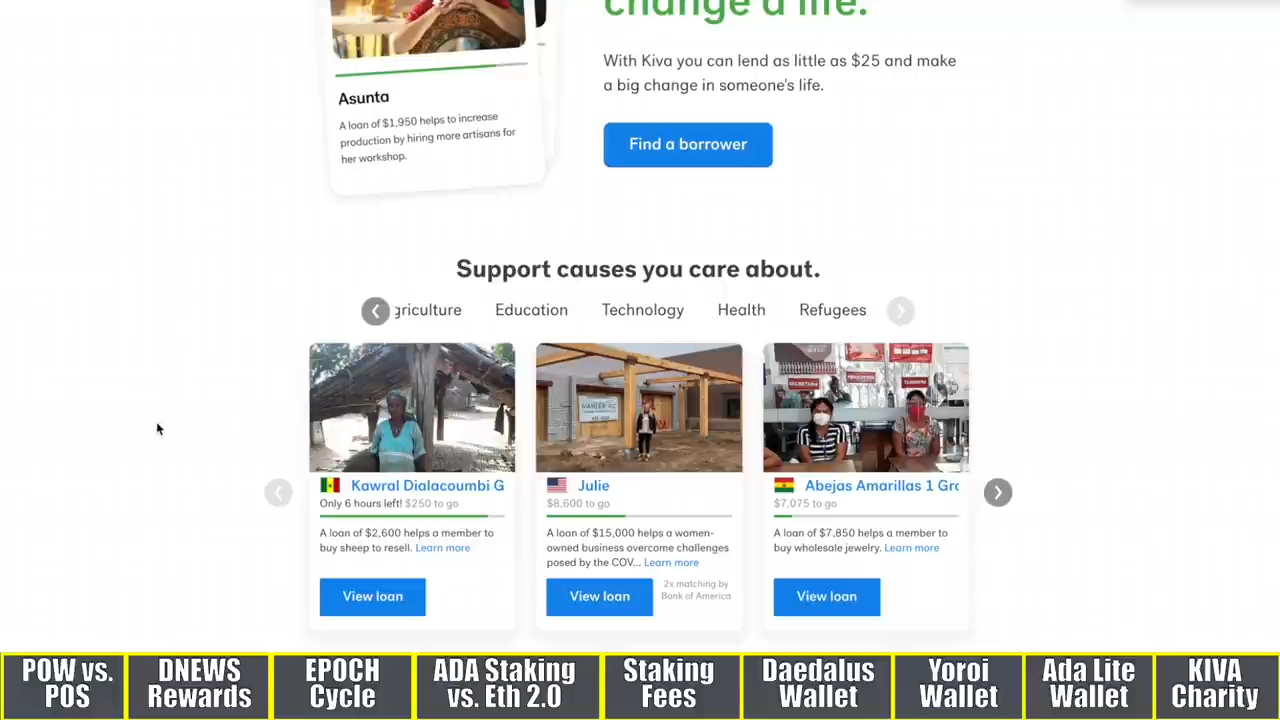 change a life.
With Kiva you can lend as little as $25 and make
a big change in someone's life.
Find a borrower
Asunta
A loan of $1,950 helps to increase
production by hiring more artisans for
her workshop.
Support causes you care about.
griculture Education Technology Health Refugees
Kawral Dialacoumbi G
Only 6 hours left! $250 to go
A loan of $2,600 helps a member to
buy sheep to resell. Learn more
View loan
Julie
$8,600 to go
A loan of $15,000 helps a women-
owned business overcome challenges
posed by the COV... Learn more
View loan
2x matching by
Bank of America
Abejas Amarillas 1 Gro
$7,075 to go
A loan of $7,850 helps a member to
buy wholesale jewelry. Learn more
View loan
POW vs.
POS
DNEWS
Rewards
EPOCH
Cycle
ADA Staking
vs. Eth 2.0
Staking
Fees
Daedalus
Wallet
Yoroi
Wallet
Ada Lite
Wallet
KIVA
Charity